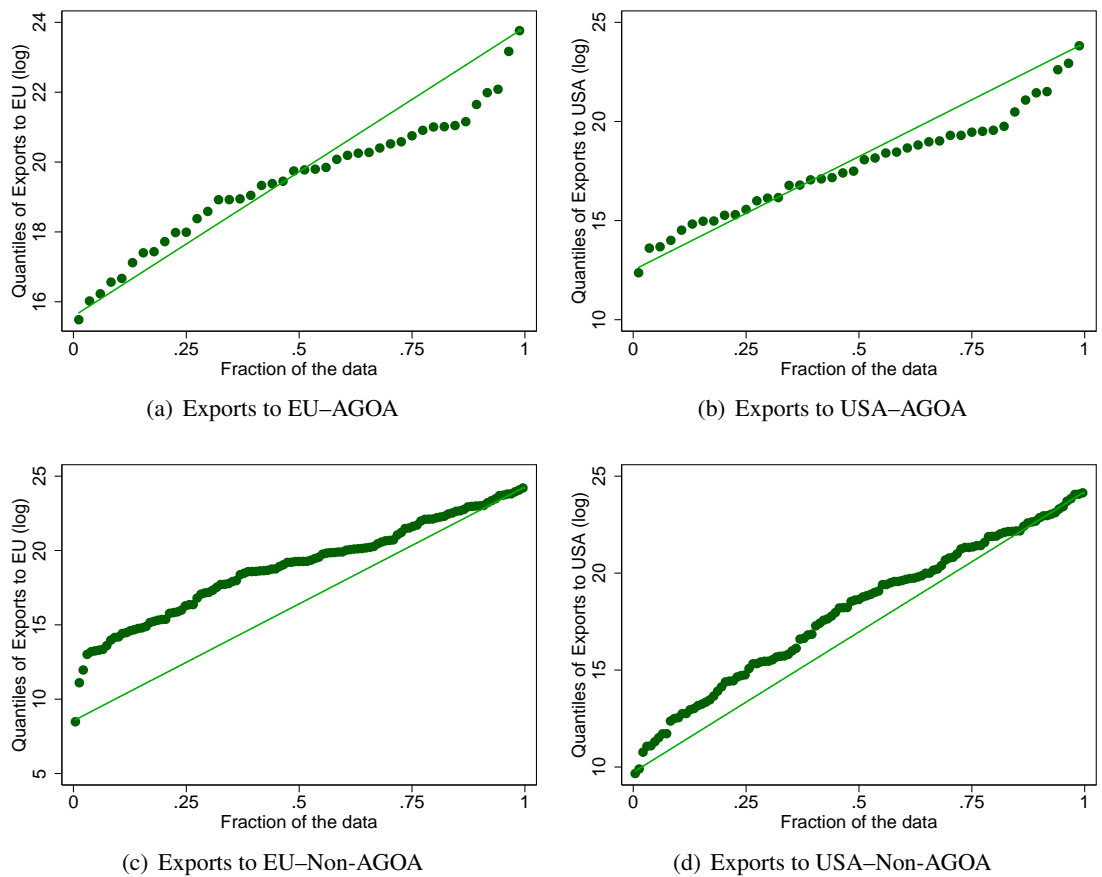 24
22
20
18
16
Quantiles of Exports to EU (log)
0 .25 .5 .75 1
Fraction of the data
(a) Exports to EU–AGOA
25
20
15
10
Quantiles of Exports to USA (log)
0 .25 .5 .75 1
Fraction of the data
(b) Exports to USA–AGOA
25
20
15
10
5
Quantiles of Exports to EU (log)
0 .25 .5 .75 1
Fraction of the data
(c) Exports to EU–Non-AGOA
25
20
15
10
Quantiles of Exports to USA (log)
0 .25 .5 .75 1
Fraction of the data
(d) Exports to USA–Non-AGOA